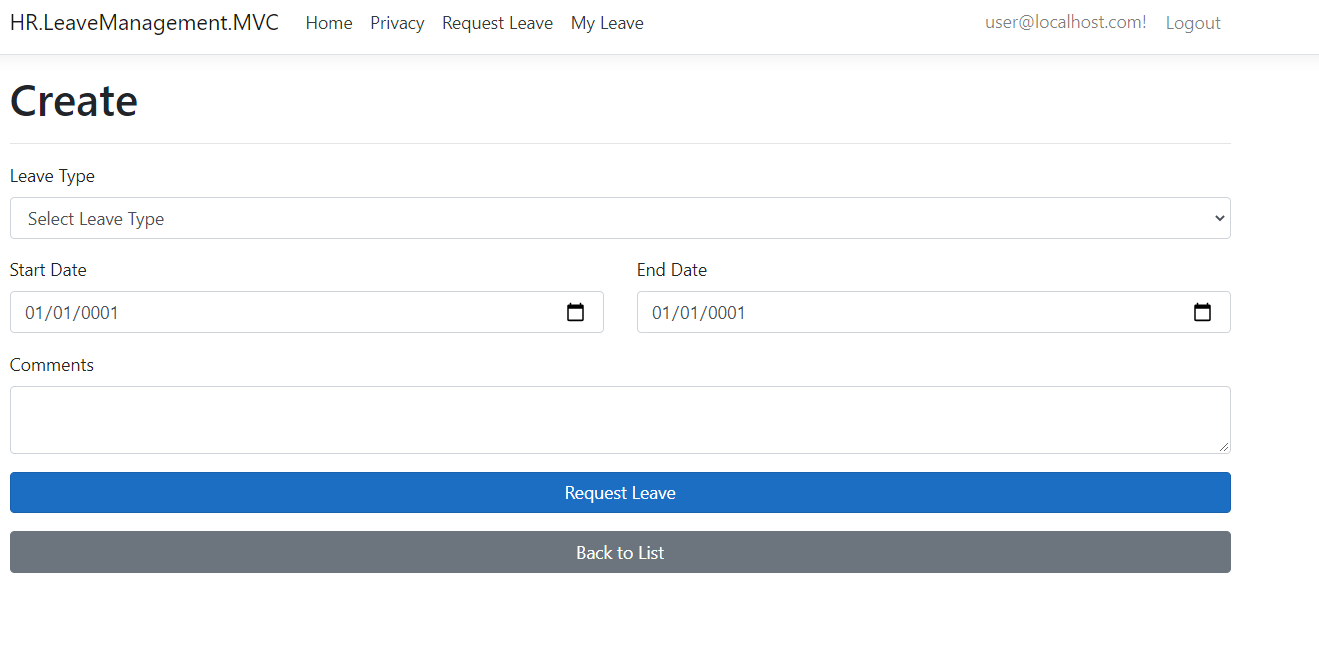 HR.LeaveManagement.MVC Home Privacy Request Leave My Leave user@localhost.com! Logout
Create
Leave Type
Select Leave Type
Start Date End Date
01/01/0001 01/01/0001
Comments
Request Leave
Back to List